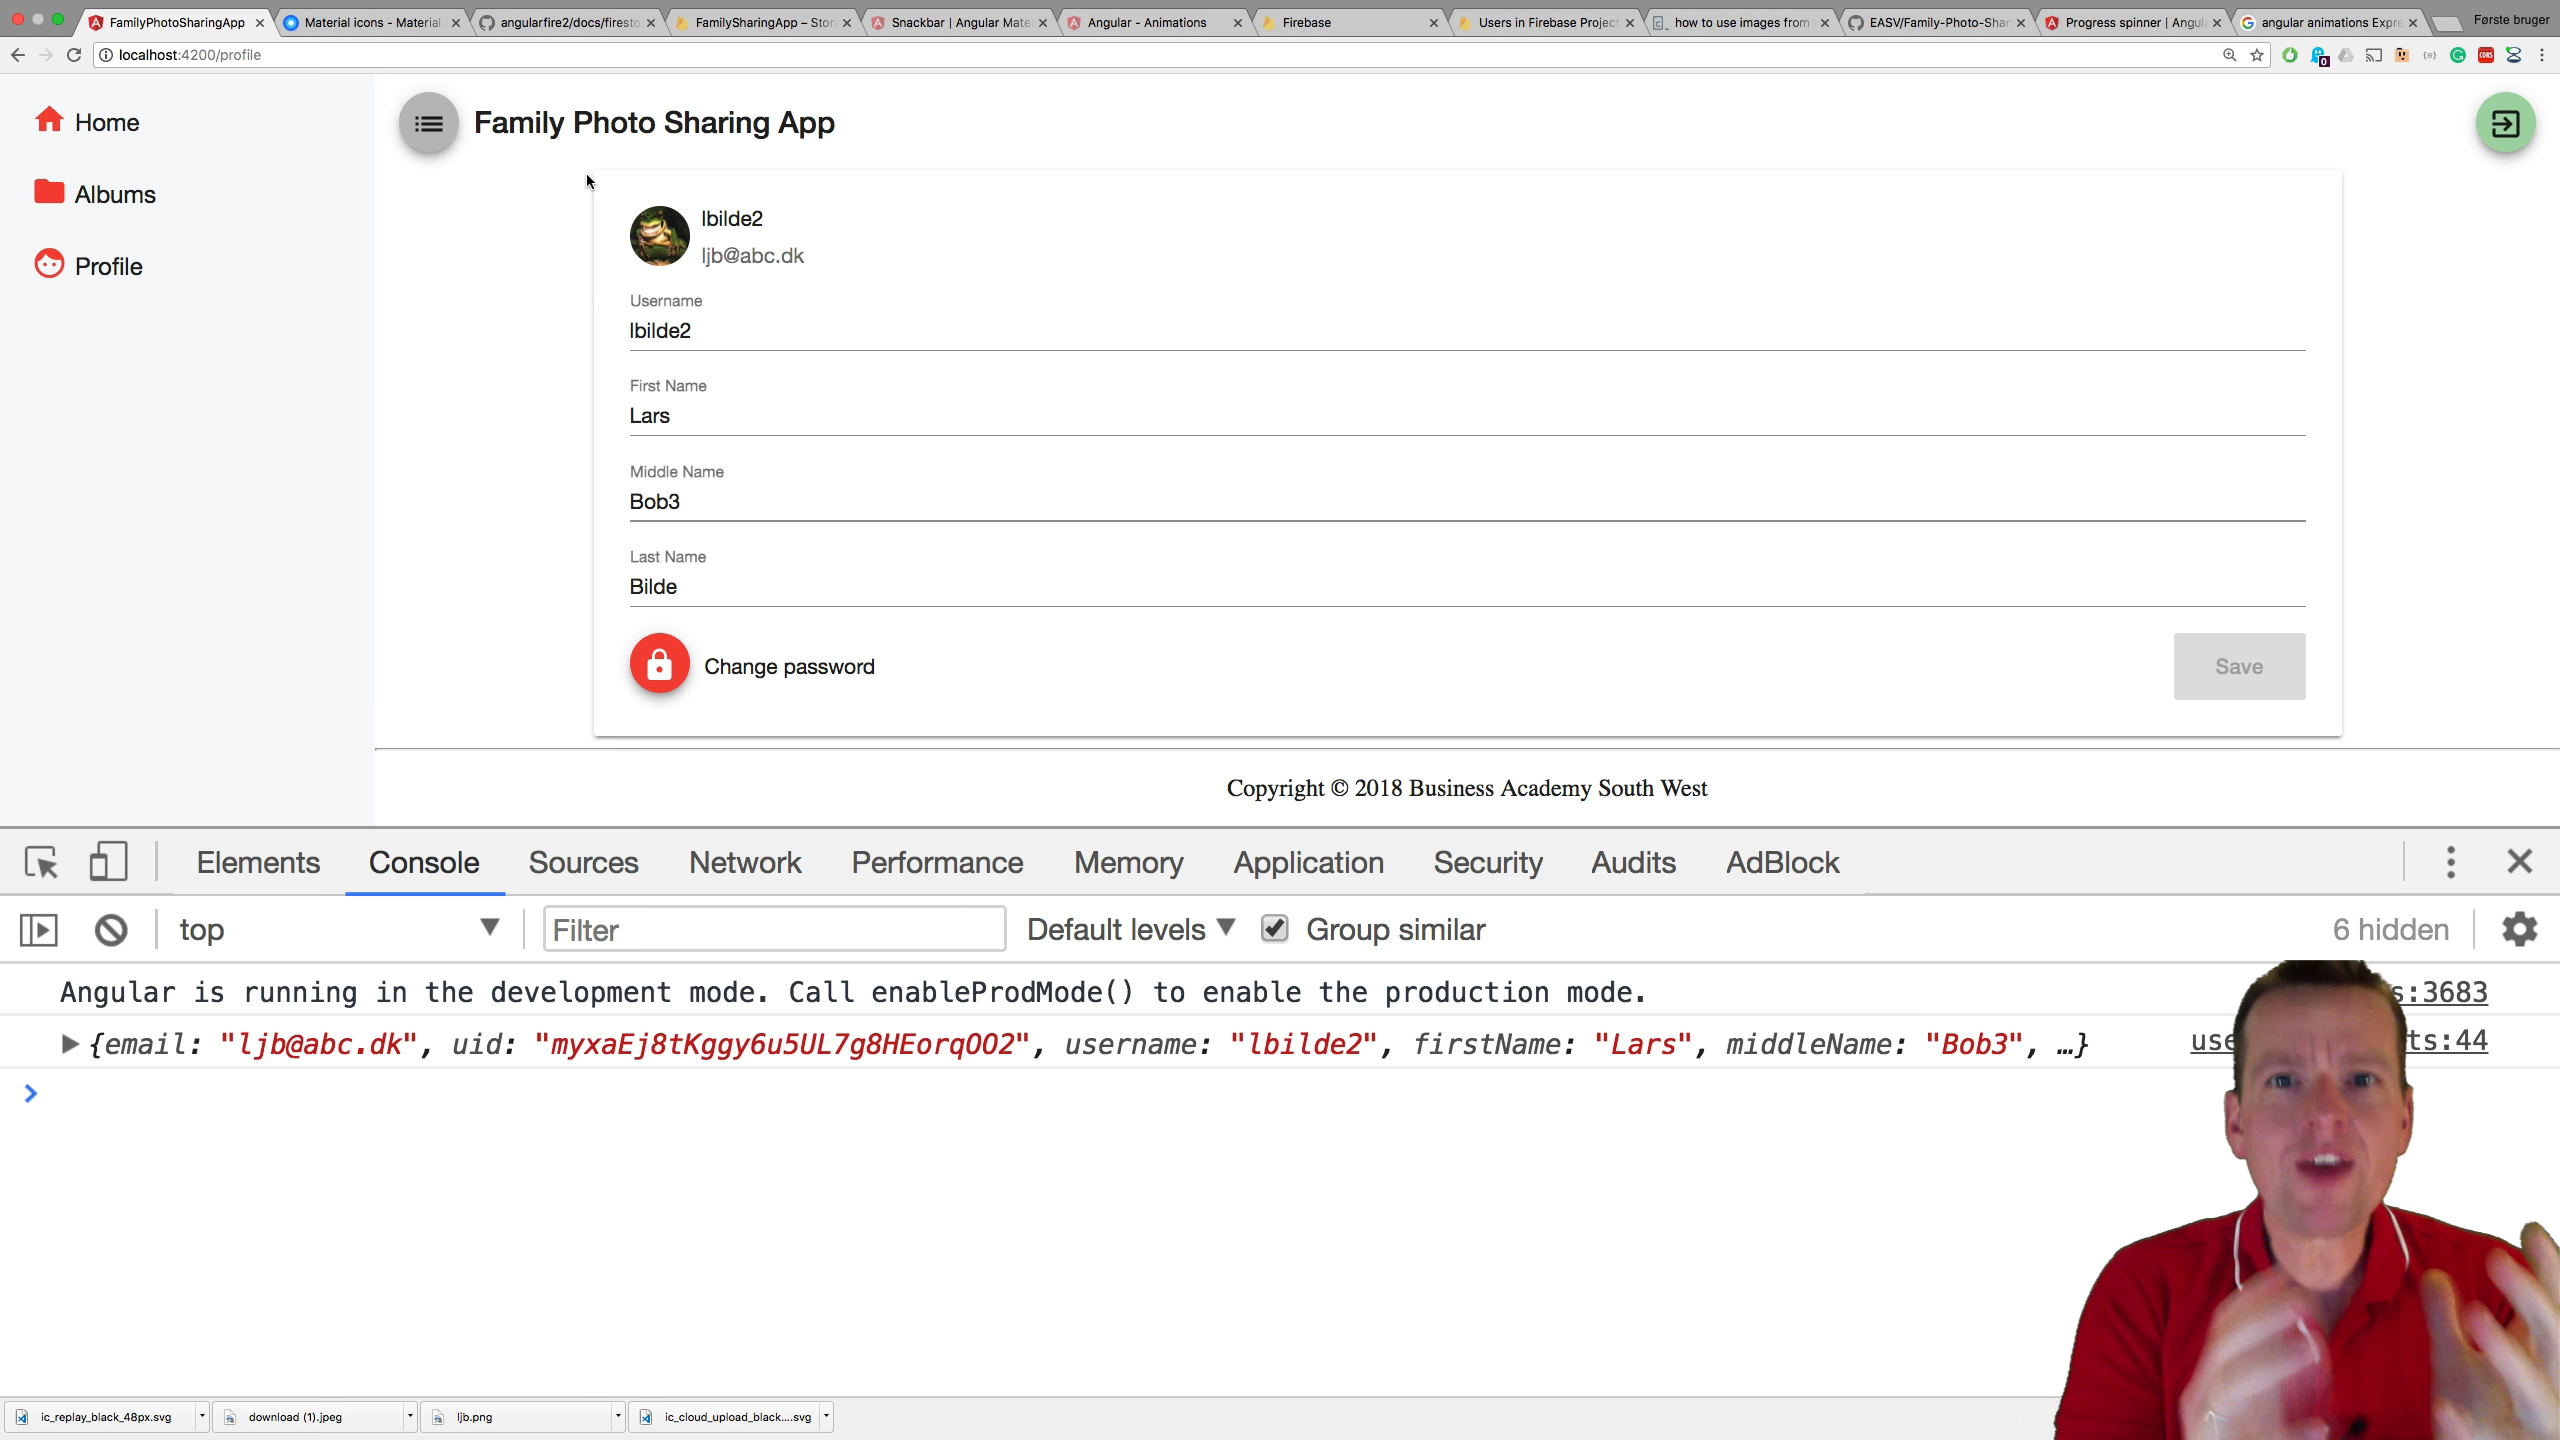 FamilyPhotoSharingApp
Material icons - Material
angularfire2/docs/firesto
FamilySharingApp – Stor
Snackbar | Angular Mate
Angular - Animations
Firebase
Users in Firebase Project
how to use images from
EASV/Family-Photo-Shar
Progress spinner | Angul
angular animations Expre
Første bruger
localhost:4200/profile
Home
Albums
Profile
Family Photo Sharing App
lbilde2
ljb@abc.dk
Username
lbilde2
First Name
Lars
Middle Name
Bob3
Last Name
Bilde
Change password
Save
Copyright © 2018 Business Academy South West
Elements Console Sources Network Performance Memory Application Security Audits AdBlock
top Filter Default levels Group similar 6 hidden
Angular is running in the development mode. Call enableProdMode() to enable the production mode. s:3683
{email: "ljb@abc.dk", uid: "myxaEj8tKggy6u5UL7g8HEorqOO2", username: "lbilde2", firstName: "Lars", middleName: "Bob3", …} use ts:44
ic_replay_black_48px.svg
download (1).jpeg
ljb.png
ic_cloud_upload_black....svg